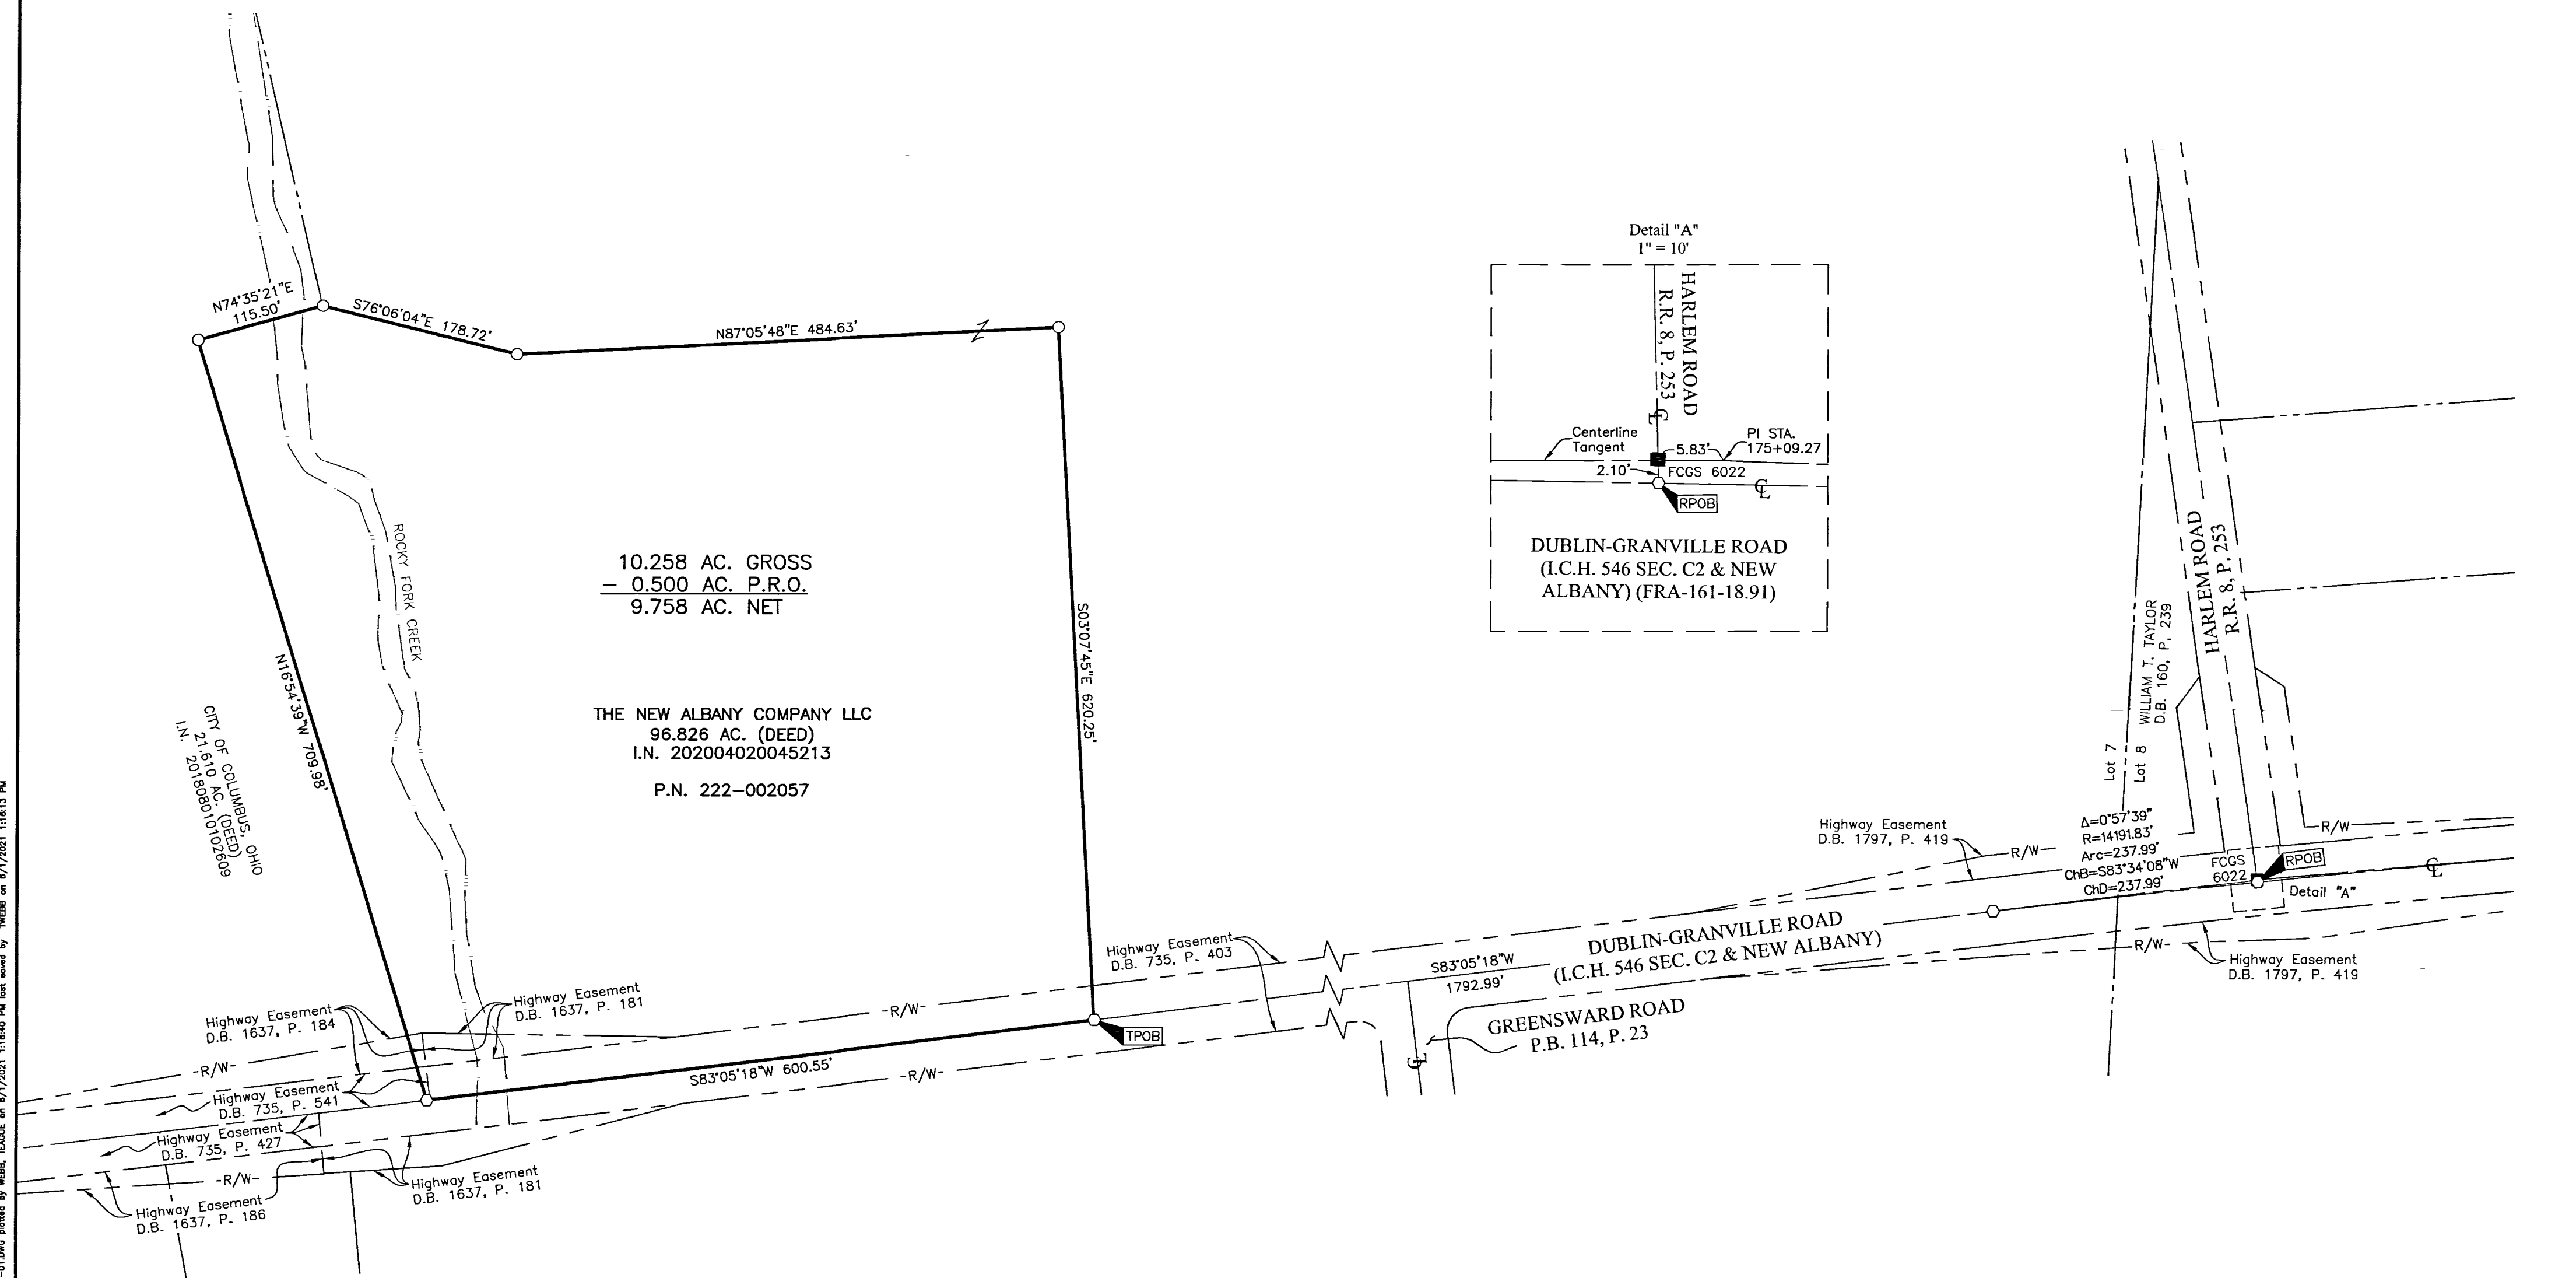 N74°35'21"E
115.50'
S76°06'04"E 178.72'
N87°05'48"E 484.63'
Detail "A"
1" = 10'
HARLEM ROAD
R.R. 8, P. 253
Centerline
Tangent
PI STA.
175+09.27
5.83'
2.10'
FCGS 6022
RPOB
DUBLIN-GRANVILLE ROAD
(I.C.H. 546 SEC. C2 & NEW
ALBANY) (FRA-161-18.91)
ROCKY FORK CREEK
10.258 AC. GROSS
- 0.500 AC. P.R.O.
9.758 AC. NET
THE NEW ALBANY COMPANY LLC
96.826 AC. (DEED)
I.N. 202004020045213
P.N. 222-002057
N16°54'39"W 709.98'
CITY OF COLUMBUS, OHIO
21.610 AC. (DEED)
I.N. 201808010102609
S03°07'45"E 620.25'
HARLEM ROAD
R.R. 8, P. 253
WILLIAM T. TAYLOR
D.B. 160, P. 239
Lot 7
Lot 8
Highway Easement
D.B. 1797, P. 419
R/W
Δ=0°57'39"
R=14191.83'
Arc=237.99'
ChB=S83°34'08"W
ChD=237.99'
FCGS
6022
RPOB
R/W
Detail "A"
R/W
Highway Easement
D.B. 1797, P. 419
DUBLIN-GRANVILLE ROAD
(I.C.H. 546 SEC. C2 & NEW ALBANY)
S83°05'18"W
1792.99'
GREENSWARD ROAD
P.B. 114, P. 23
Highway Easement
D.B. 735, P. 403
TPOB
-R/W-
S83°05'18"W 600.55'
-R/W-
Highway Easement
D.B. 1637, P. 181
Highway Easement
D.B. 1637, P. 184
-R/W-
Highway Easement
D.B. 735, P. 541
Highway Easement
D.B. 735, P. 427
-R/W-
Highway Easement
D.B. 1637, P. 181
Highway Easement
D.B. 1637, P. 186